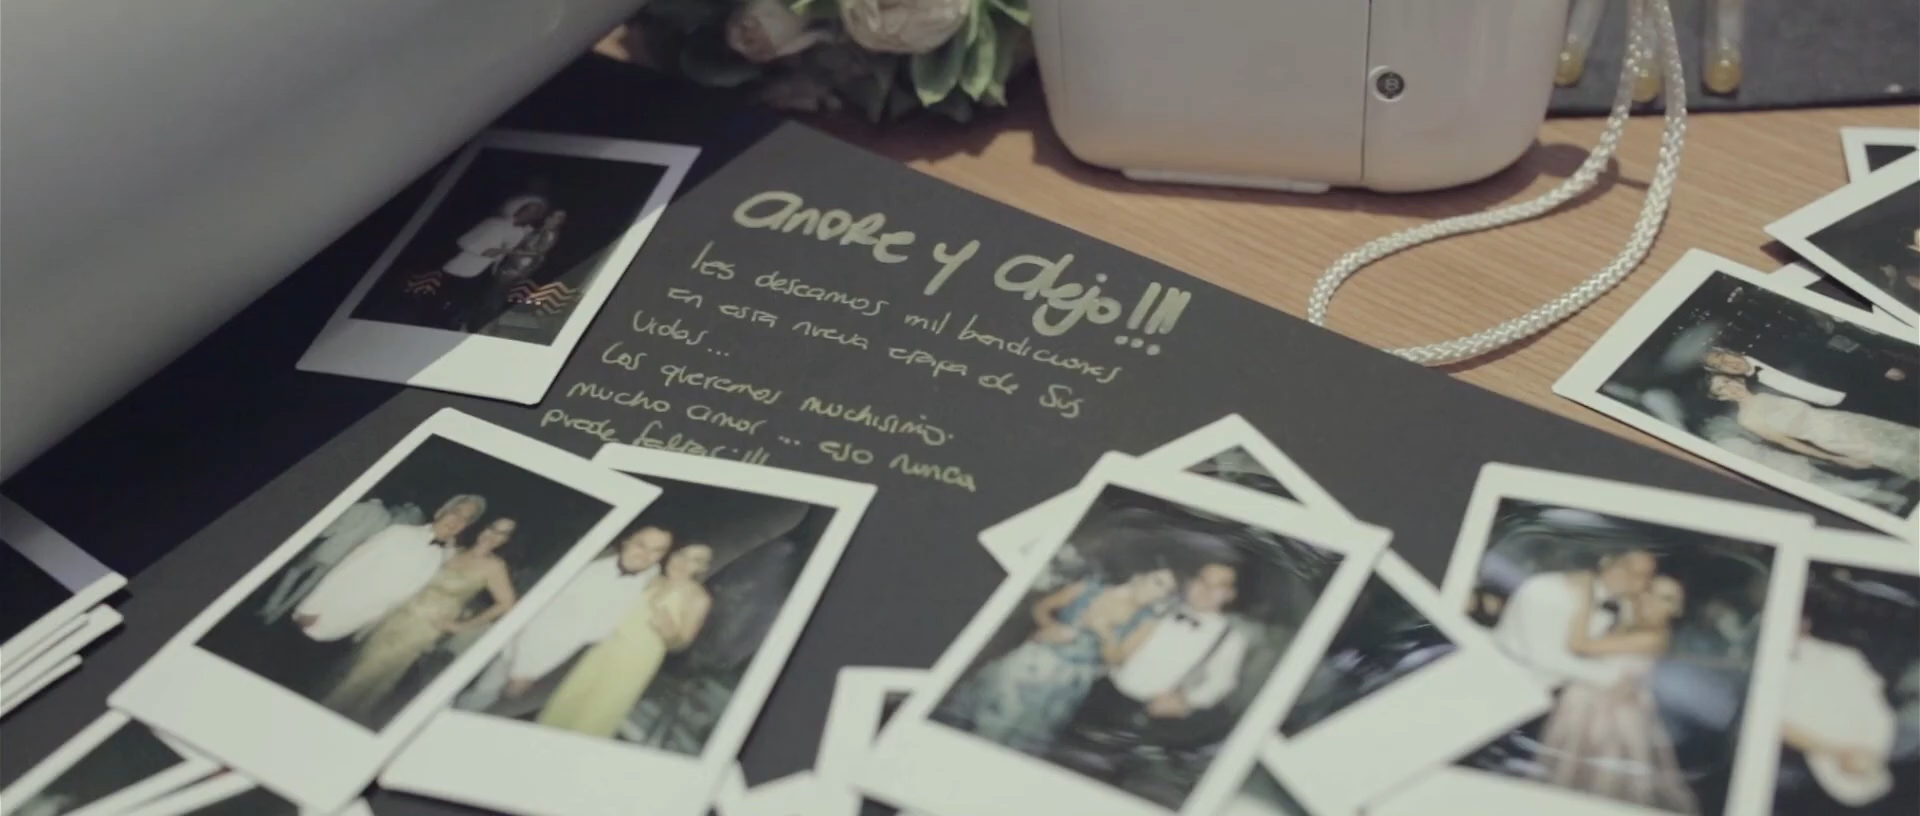 andre y Alejo!!!
les deseamos mil bendiciones
en esta nueva etapa de sus
vidas...
Los queremos muchisimo.
mucho amor... eso nunca
puede faltar!!!